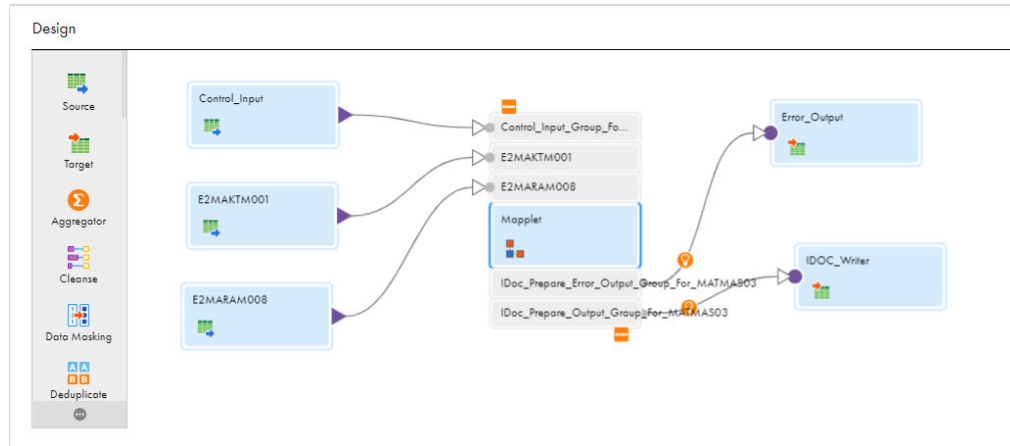 Design
Source
Target
Aggregator
Cleanse
Data Masking
Deduplicate
Control_Input
E2MAKTM001
E2MARAM008
Control_Input_Group_Fo...
E2MAKTM001
E2MARAM008
Mapplet
IDoc_Prepare_Error_Output_Group_For_MATMAS03
IDoc_Prepare_Output_Group_For_MATMAS03
Error_Output
IDOC_Writer